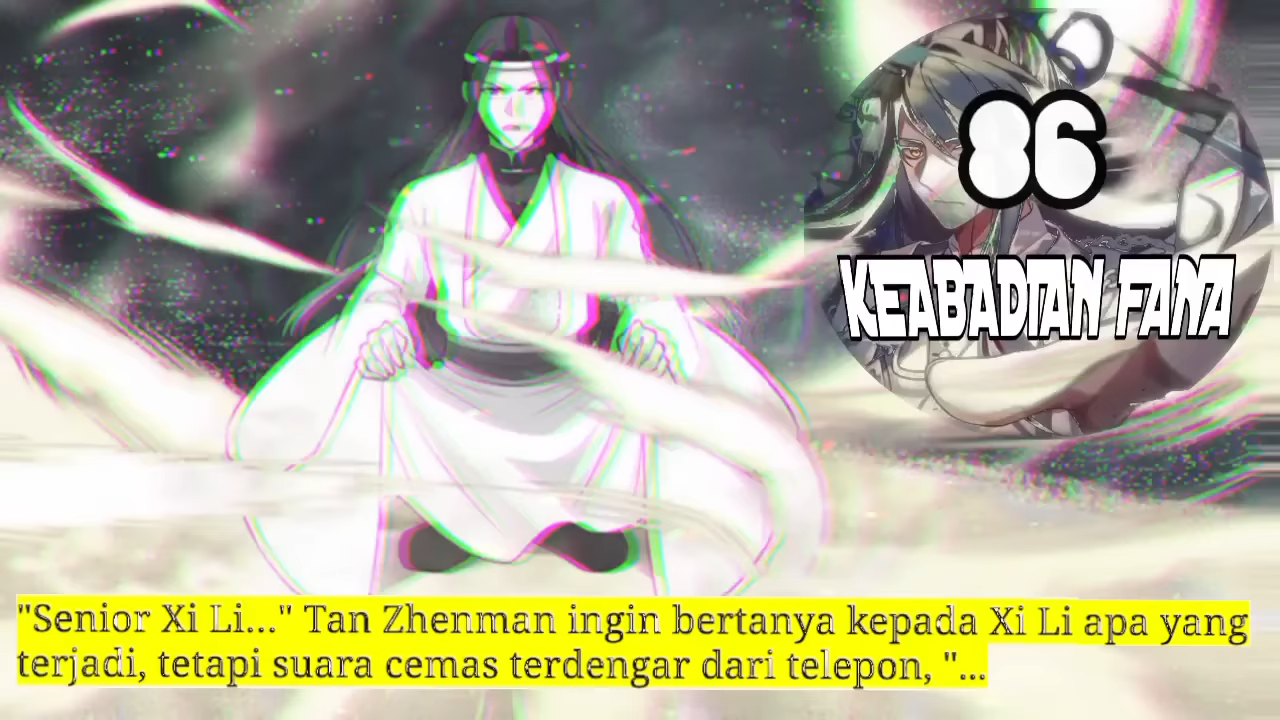 86
KEABADIAN FANA
"Senior Xi Li..." Tan Zhenman ingin bertanya kepada Xi Li apa yang
terjadi, tetapi suara cemas terdengar dari telepon, "...